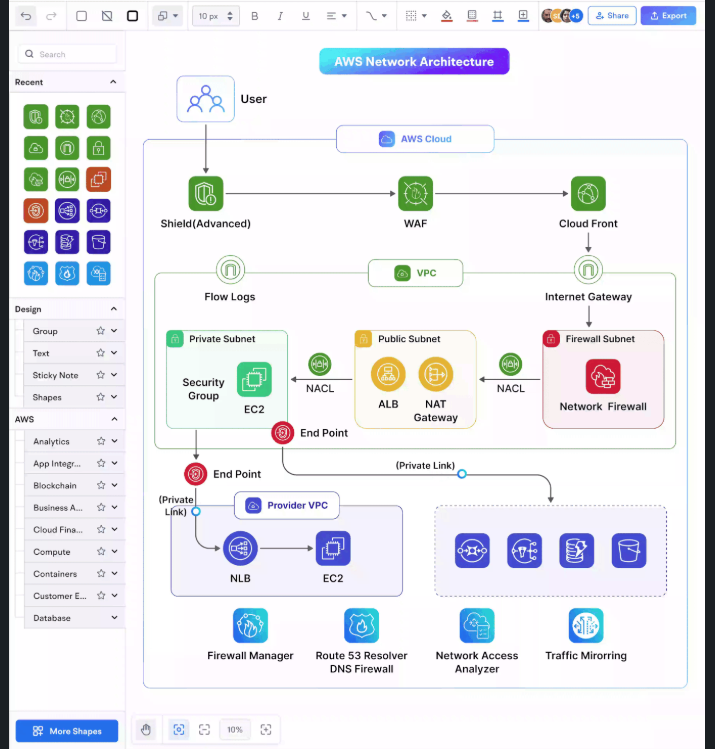 10 px
B
I
U
+5
Share
Export
Search
Recent
Design
Group
Text
Sticky Note
Shapes
AWS
Analytics
App Integr...
Blockchain
Business A...
Cloud Fina...
Compute
Containers
Customer E...
Database
More Shapes
AWS Network Architecture
User
AWS Cloud
Shield(Advanced)
WAF
Cloud Front
VPC
Flow Logs
Internet Gateway
Private Subnet
Public Subnet
Firewall Subnet
Security
Group
EC2
NACL
ALB
NAT
Gateway
NACL
Network Firewall
End Point
End Point
(Private Link)
(Private
Link)
Provider VPC
NLB
EC2
Firewall Manager
Route 53 Resolver
DNS Firewall
Network Access
Analyzer
Traffic Mirorring
10%